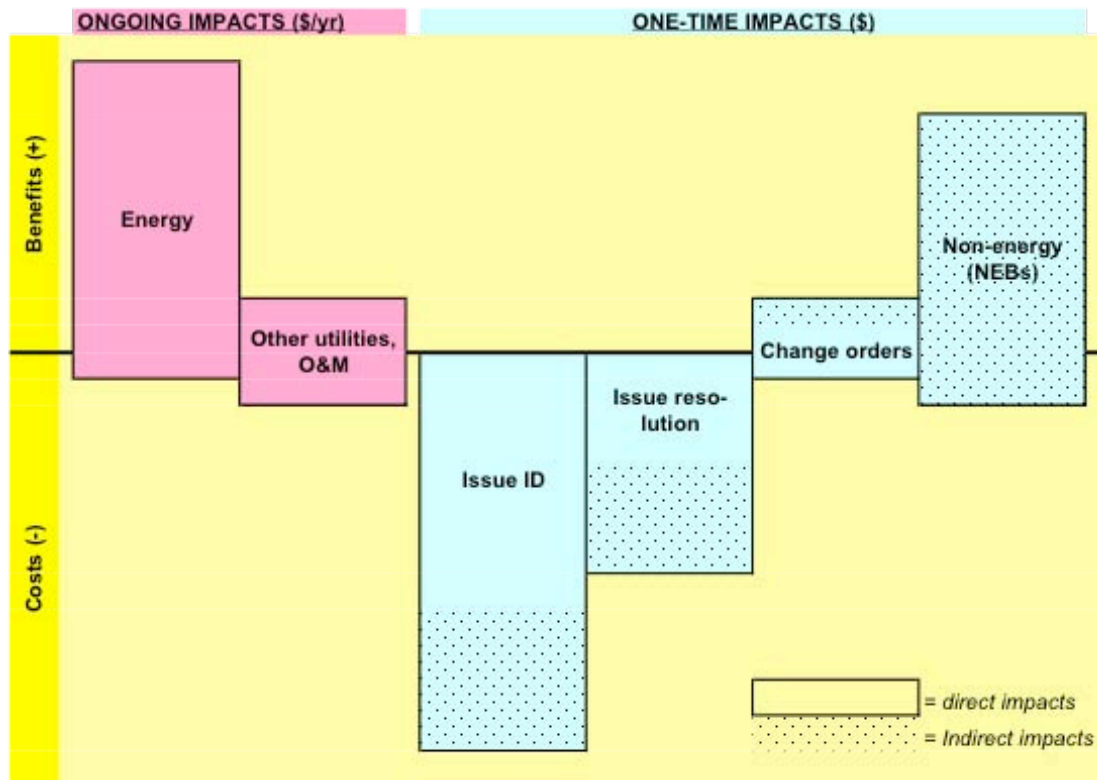 ONGOING IMPACTS ($/yr)
ONE-TIME IMPACTS ($)
Benefits (+)
Costs (-)
Energy
Other utilities,
O&M
Issue ID
Issue reso-
lution
Change orders
Non-energy
(NEBs)
= direct impacts
= Indirect impacts